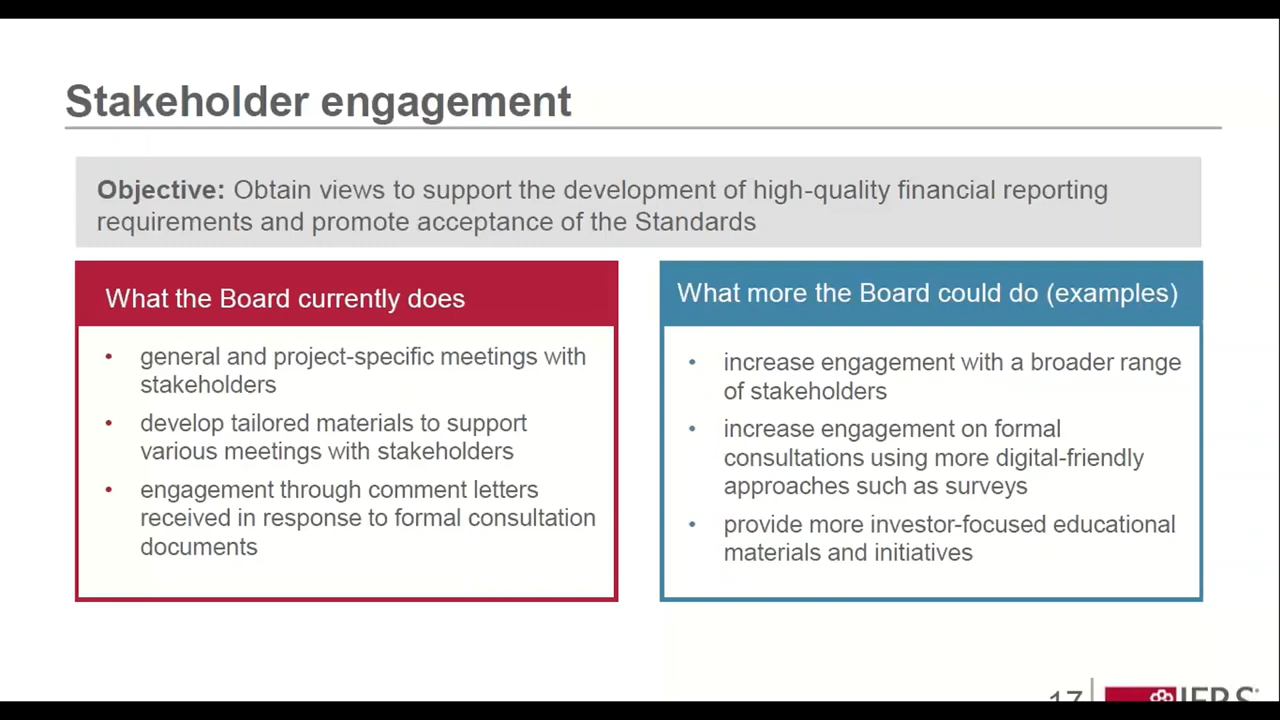 Stakeholder engagement
Objective: Obtain views to support the development of high-quality financial reporting
requirements and promote acceptance of the Standards
What the Board currently does
• general and project-specific meetings with
stakeholders
• develop tailored materials to support
various meetings with stakeholders
• engagement through comment letters
received in response to formal consultation
documents
What more the Board could do (examples)
• increase engagement with a broader range
of stakeholders
• increase engagement on formal
consultations using more digital-friendly
approaches such as surveys
• provide more investor-focused educational
materials and initiatives
17
IFRS